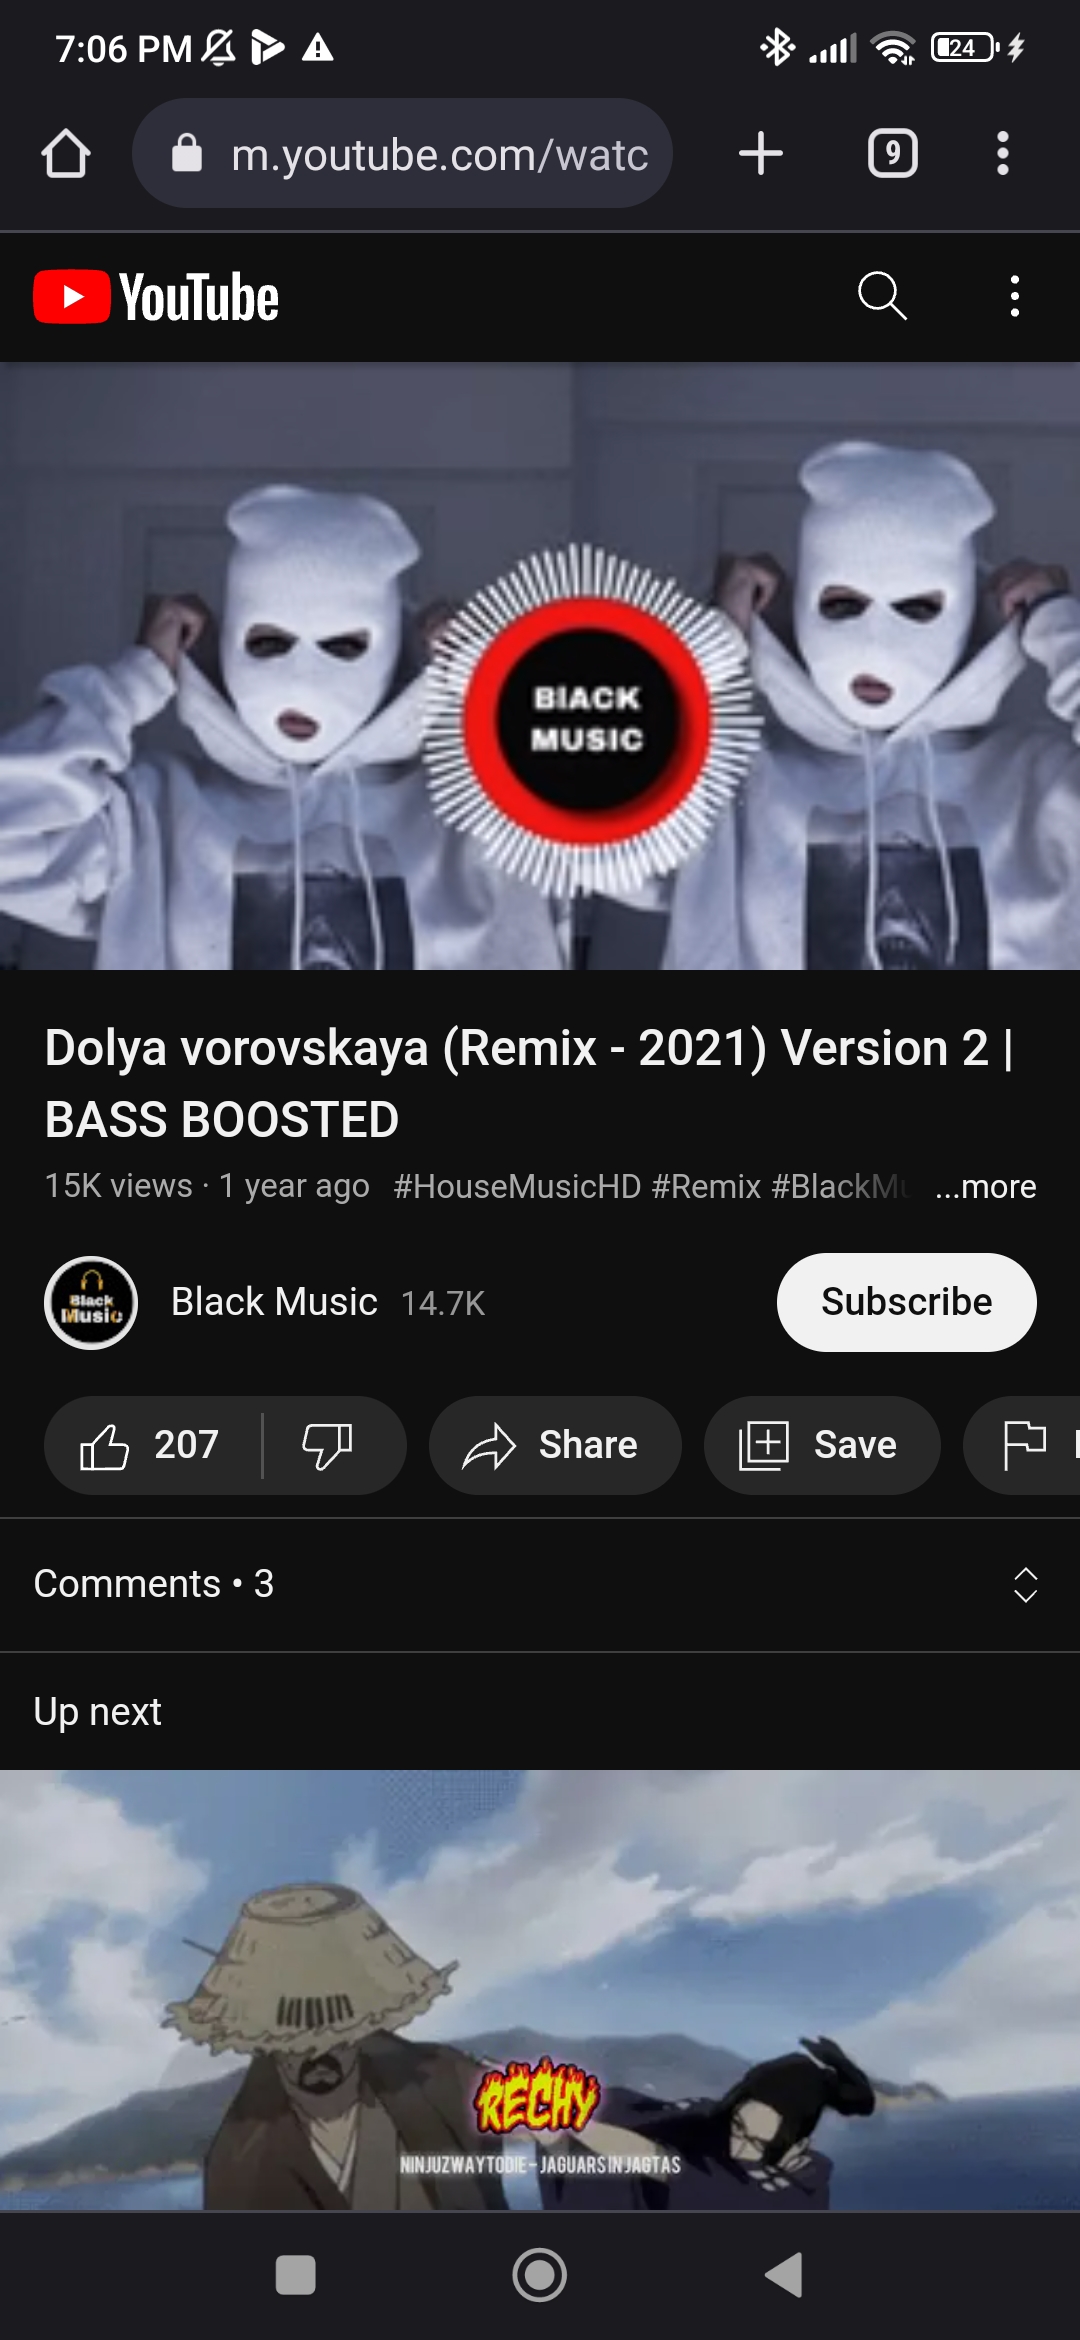 7:06 PM
24
m.youtube.com/watc
9
YouTube
BlACK
MUSIC
Dolya vorovskaya (Remix - 2021) Version 2 |
BASS BOOSTED
15K views · 1 year ago #HouseMusicHD #Remix #BlackMu ...more
Black
Music
Black Music 14.7K
Subscribe
207
Share
Save
Comments • 3
Up next
RECHY
NINJUZWAYTODIE - JAGUARSINJAGTAS